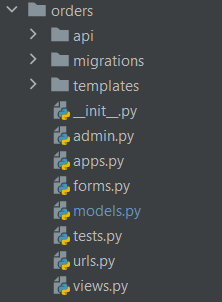 orders
api
migrations
templates
__init__.py
admin.py
apps.py
forms.py
models.py
tests.py
urls.py
views.py